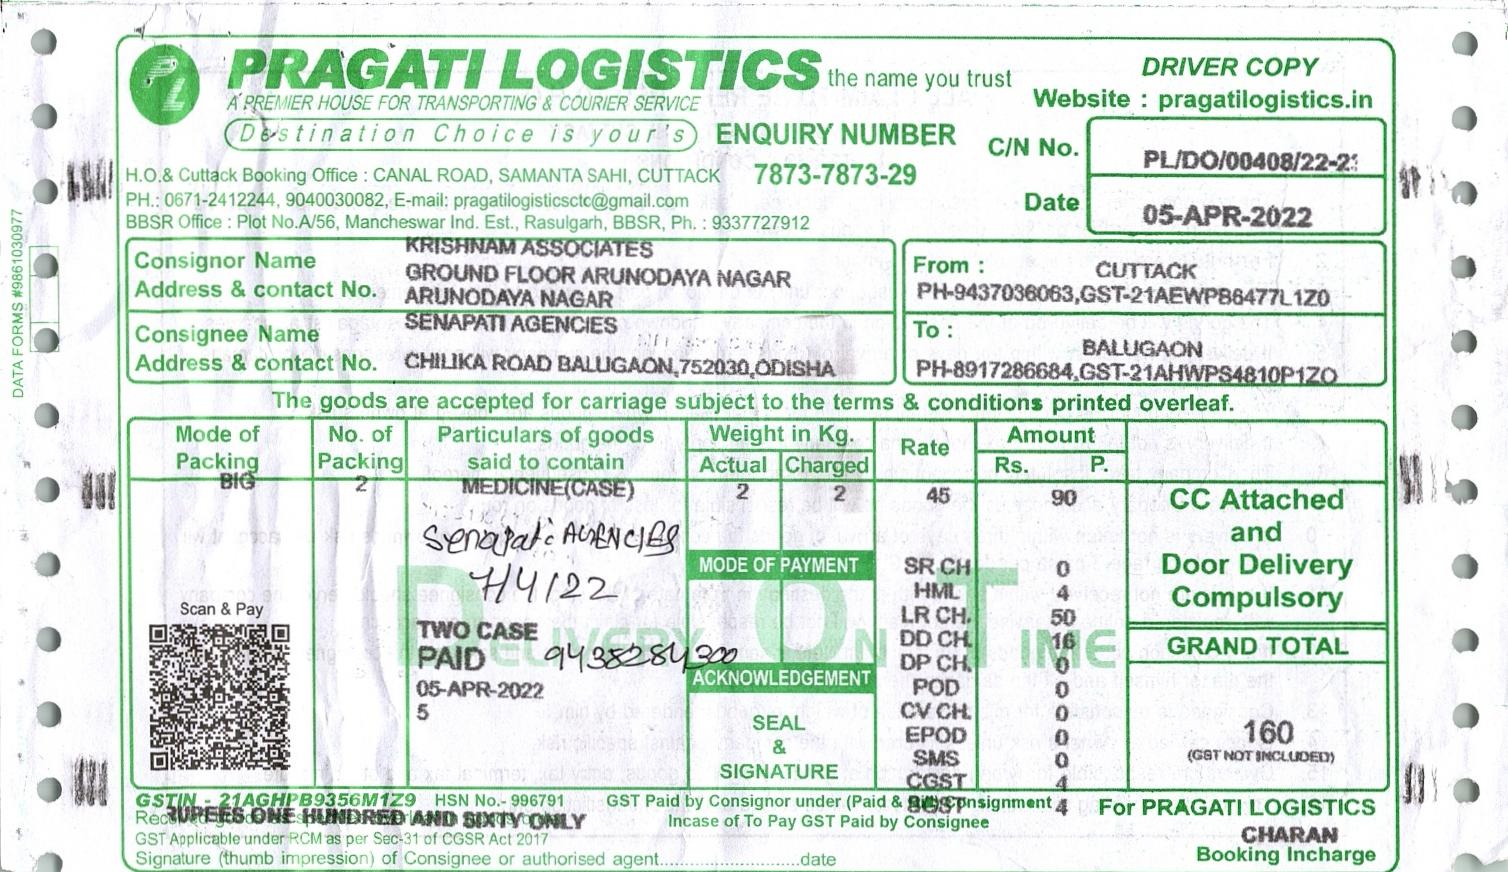 PRAGATI LOGISTICS the name you trust
A PREMIER HOUSE FOR TRANSPORTING & COURIER SERVICE
Destination Choice is your's
DRIVER COPY
Website : pragatilogistics.in
ENQUIRY NUMBER
7873-7873-29
C/N No. PL/DO/00408/22-2
Date 05-APR-2022
H.O.& Cuttack Booking Office : CANAL ROAD, SAMANTA SAHI, CUTTACK
PH.: 0671-2412244, 9040030082, E-mail: pragatilogisticsctc@gmail.com
BBSR Office : Plot No.A/56, Mancheswar Ind. Est., Rasulgarh, BBSR, Ph. : 9337727912
DATA FORMS #9861030977
Consignor Name
Address & contact No.
KRISHNAM ASSOCIATES
GROUND FLOOR ARUNODAYA NAGAR
ARUNODAYA NAGAR
From : CUTTACK
PH-9437036063,GST-21AEWPB6477L1Z0
Consignee Name
Address & contact No.
SENAPATI AGENCIES
CHILIKA ROAD BALUGAON,752030,ODISHA
To :
BALUGAON
PH-8917286684,GST-21AHWPS4810P1ZO
The goods are accepted for carriage subject to the terms & conditions printed overleaf.
Mode of Packing
No. of Packing
Particulars of goods said to contain
Weight in Kg.
Actual Charged
Rate
Amount
Rs. P.
BIG 2 MEDICINE(CASE) 2 2 45 90
Senapati AGENCIES
7/4/22
TWO CASE
PAID 9438284300
05-APR-2022
5
Scan & Pay
MODE OF PAYMENT
DELIVERY ON TIME
ACKNOWLEDGEMENT
SEAL
&
SIGNATURE
SR.CH 0
HML 4
LR CH. 50
DD CH. 16
DP CH. 0
POD 0
CV CH. 0
EPOD 0
SMS 0
CGST 4
SGST 4
CC Attached
and
Door Delivery
Compulsory
GRAND TOTAL
160
(GST NOT INCLUDED)
GSTIN - 21AGHPB9356M1Z9 HSN No.- 996791 GST Paid by Consignor under (Paid & Bill) Consignment
Incase of To Pay GST Paid by Consignee
RUPEES ONE HUNDRED AND SIXTY ONLY
GST Applicable under RCM as per Sec-31 of CGSR Act 2017
Signature (thumb impression) of Consignee or authorised agent..............................date
For PRAGATI LOGISTICS
CHARAN
Booking Incharge